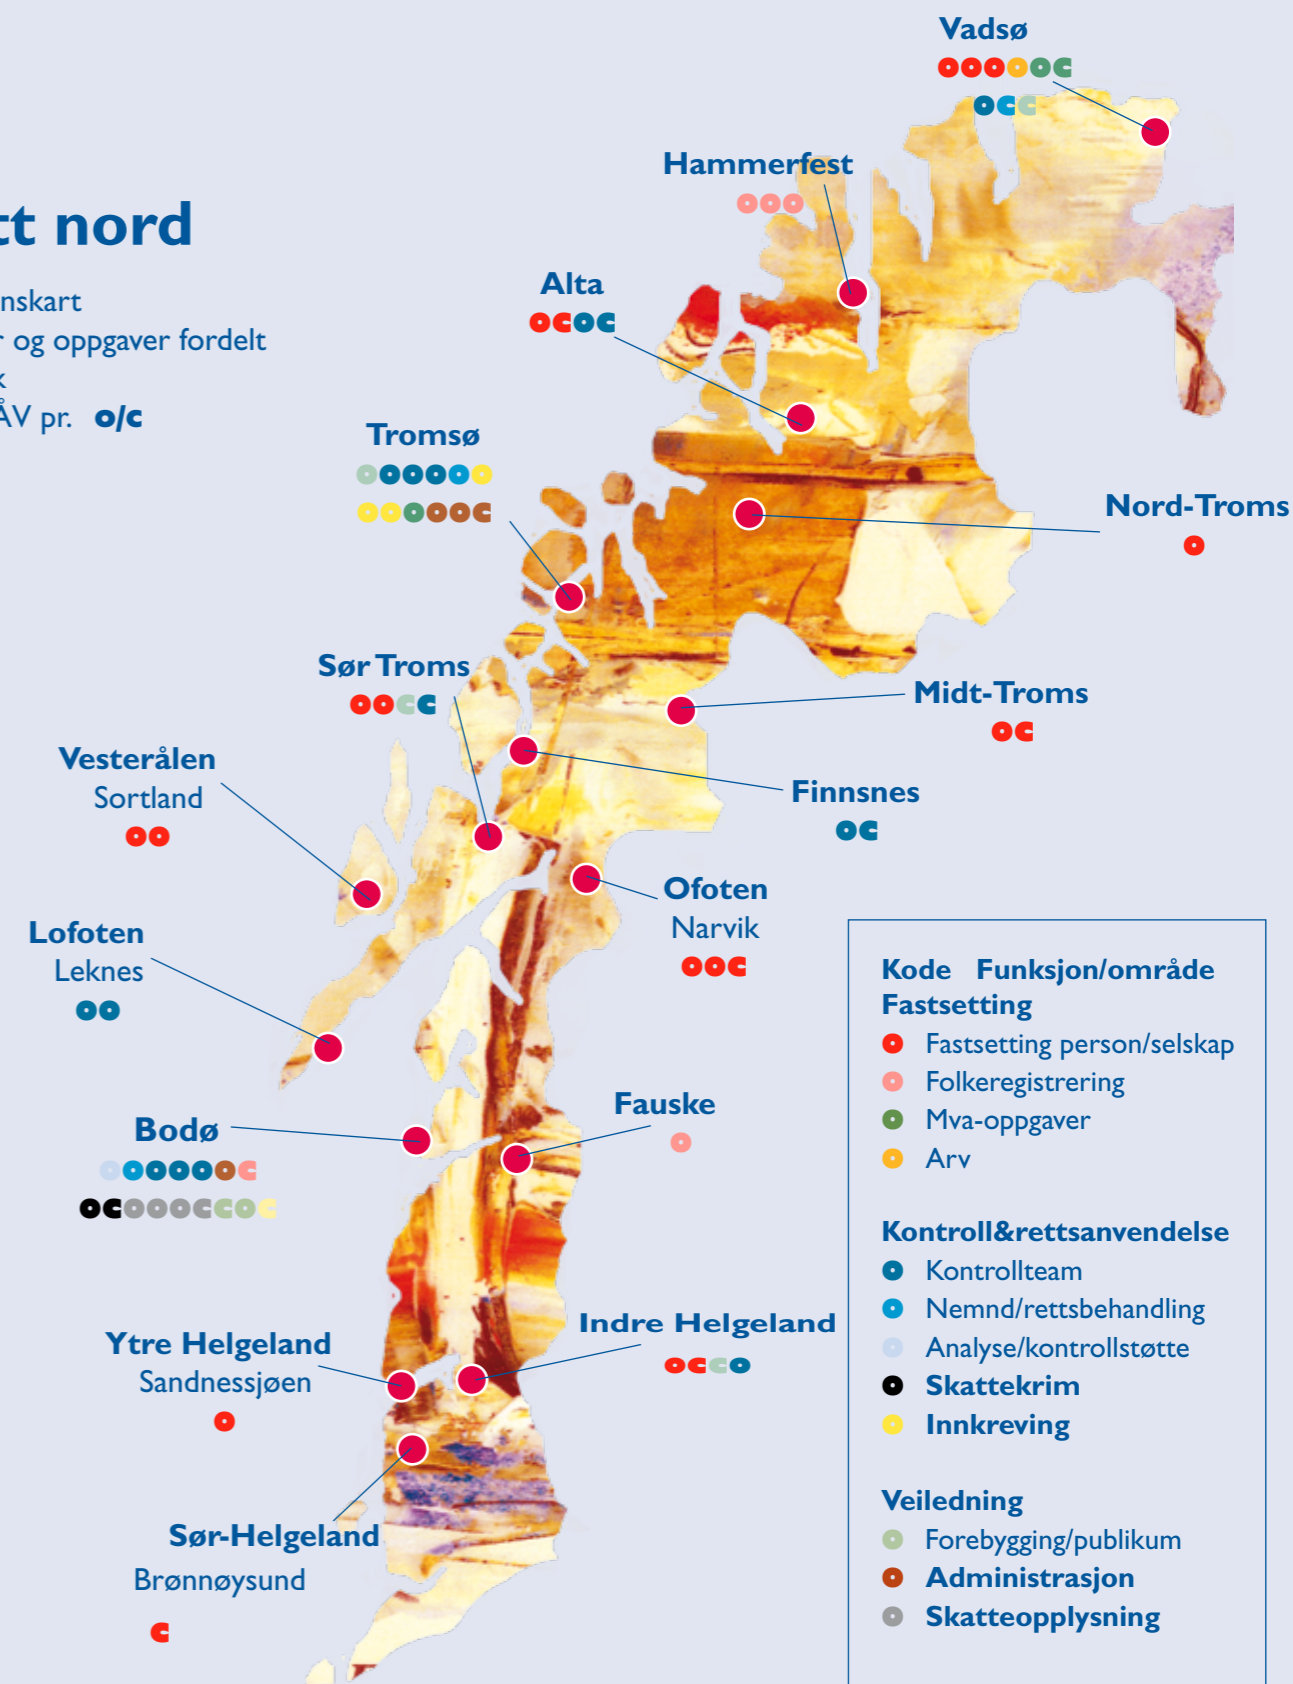 tt nord
nskart
r og oppgaver fordelt
k
ÅV pr. o/c
Vadsø
Hammerfest
Alta
Tromsø
Nord-Troms
Sør Troms
Midt-Troms
Vesterålen
Sortland
Finnsnes
Ofoten
Narvik
Lofoten
Leknes
Fauske
Bodø
Indre Helgeland
Ytre Helgeland
Sandnessjøen
Sør-Helgeland
Brønnøysund
Kode Funksjon/område
Fastsetting
Fastsetting person/selskap
Folkeregistrering
Mva-oppgaver
Arv
Kontroll&rettsanvendelse
Kontrollteam
Nemnd/rettsbehandling
Analyse/kontrollstøtte
Skattekrim
Innkreving
Veiledning
Forebygging/publikum
Administrasjon
Skatteopplysning